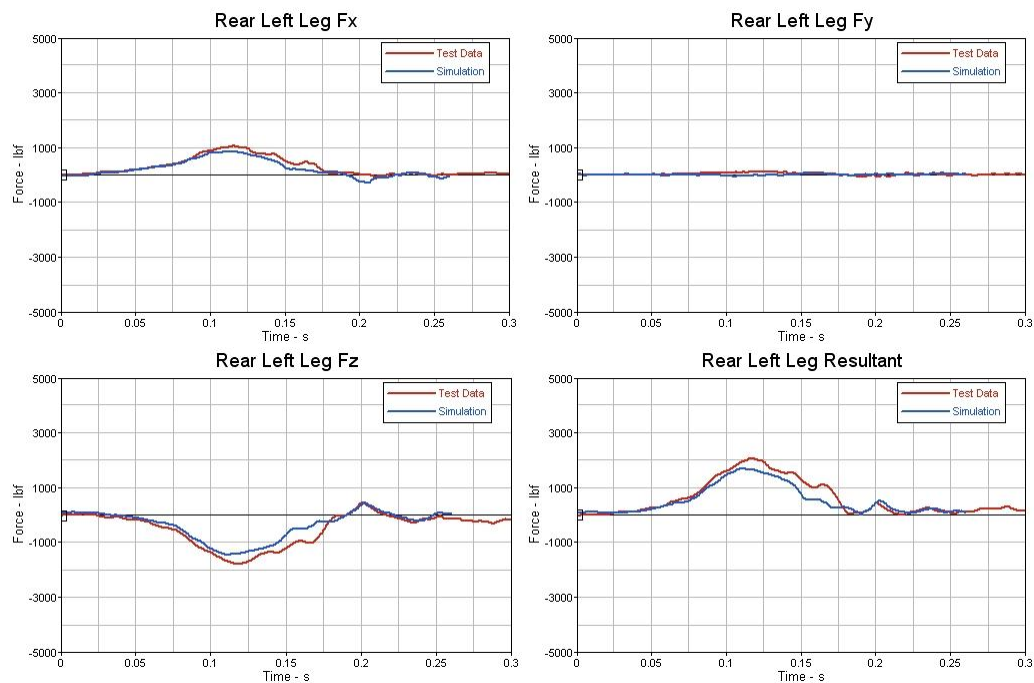 Rear Left Leg Fx
Test Data
Simulation
Force - lbf
5000
3000
1000
-1000
-3000
-5000
0 0.05 0.1 0.15 0.2 0.25 0.3
Time - s
Rear Left Leg Fy
Test Data
Simulation
Force - lbf
5000
3000
1000
-1000
-3000
-5000
0 0.05 0.1 0.15 0.2 0.25 0.3
Time - s
Rear Left Leg Fz
Test Data
Simulation
Force - lbf
5000
3000
1000
-1000
-3000
-5000
0 0.05 0.1 0.15 0.2 0.25 0.3
Time - s
Rear Left Leg Resultant
Test Data
Simulation
Force - lbf
5000
3000
1000
-1000
-3000
-5000
0 0.05 0.1 0.15 0.2 0.25 0.3
Time - s